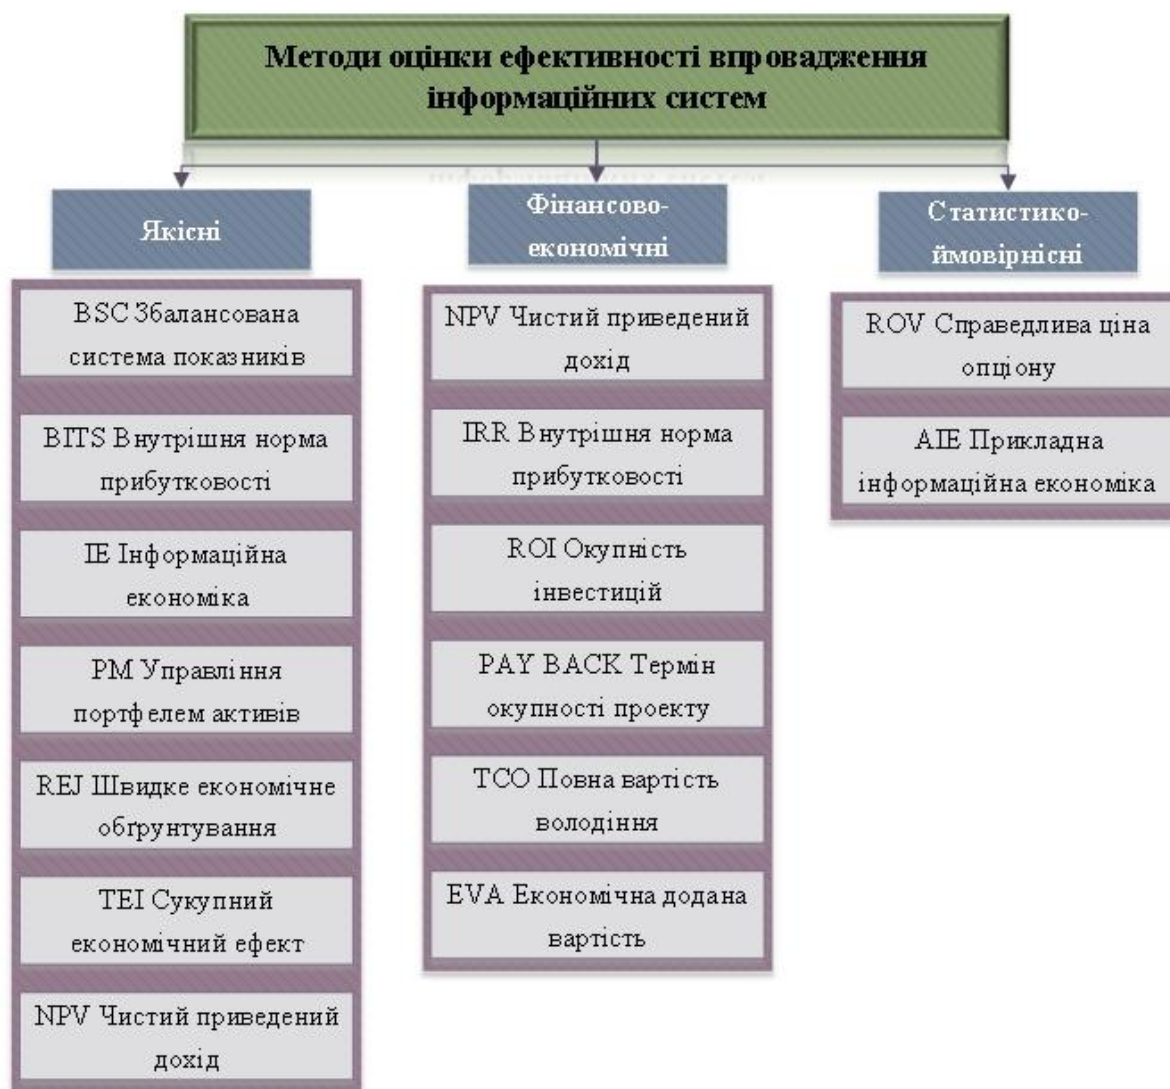 Методи оцінки ефективності впровадження
інформаційних систем
Якісні
BSC Збалансована
система показників
BITS Внутрішня норма
прибутковості
IE Інформаційна
економіка
PM Управління
портфелем активів
REJ Швидке економічне
обґрунтування
TEI Сукупний
економічний ефект
NPV Чистий приведений
дохід
Фінансово-
економічні
NPV Чистий приведений
дохід
IRR Внутрішня норма
прибутковості
ROI Окупність
інвестицій
PAY BACK Термін
окупності проекту
TCO Повна вартість
володіння
EVA Економічна додана
вартість
Статистико-
ймовірнісні
ROV Справедлива ціна
опціону
AIE Прикладна
інформаційна економіка